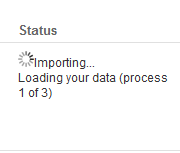 Status
Importing...
Loading your data (process
1 of 3)